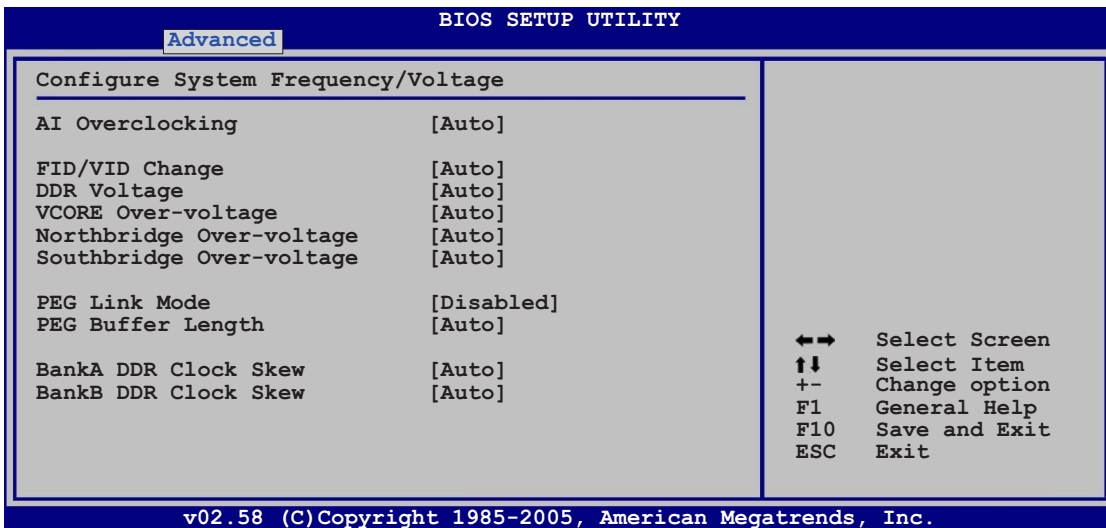 BIOS SETUP UTILITY
Advanced
Configure System Frequency/Voltage
AI Overclocking [Auto]
FID/VID Change [Auto]
DDR Voltage [Auto]
VCORE Over-voltage [Auto]
Northbridge Over-voltage [Auto]
Southbridge Over-voltage [Auto]
PEG Link Mode [Disabled]
PEG Buffer Length [Auto]
BankA DDR Clock Skew [Auto]
BankB DDR Clock Skew [Auto]
←→ Select Screen
↑↓ Select Item
+- Change option
F1 General Help
F10 Save and Exit
ESC Exit
v02.58 (C)Copyright 1985-2005, American Megatrends, Inc.